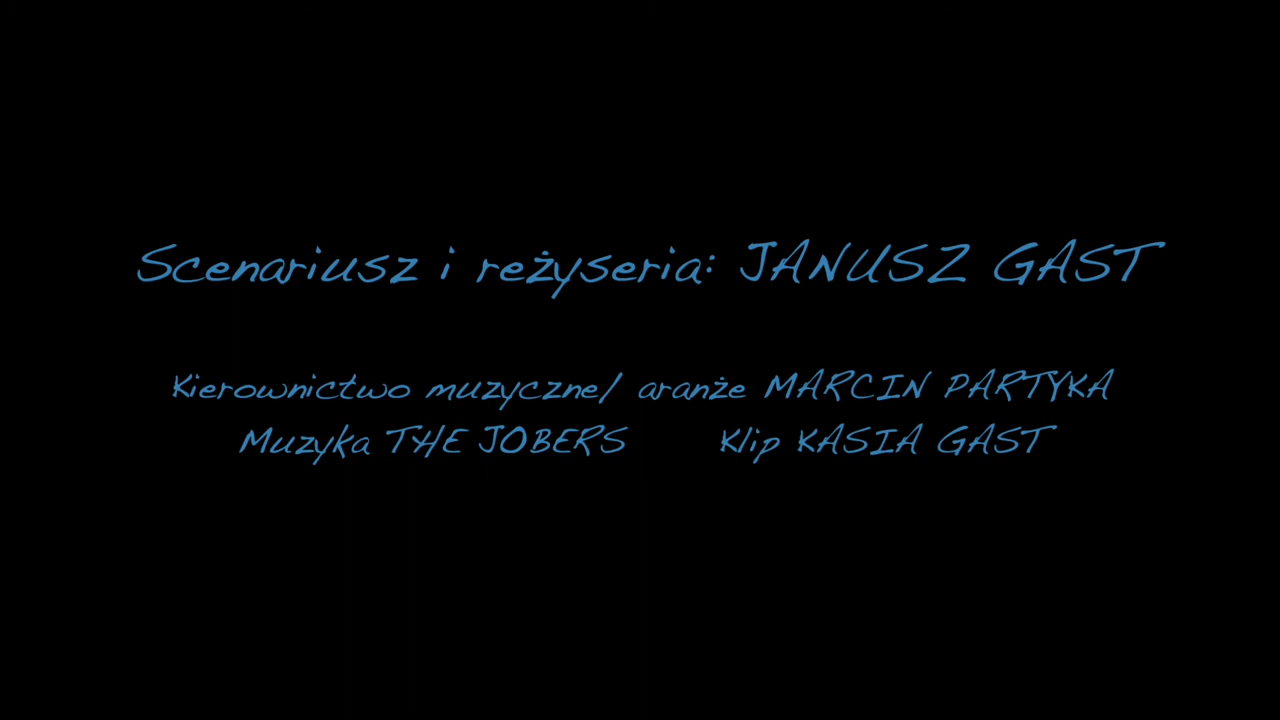 Scenariusz i reżyseria: JANUSZ GAST
Kierownictwo muzyczne/ aranże MARCIN PARTYKA
Muzyka THE JOBERS Klip KASIA GAST